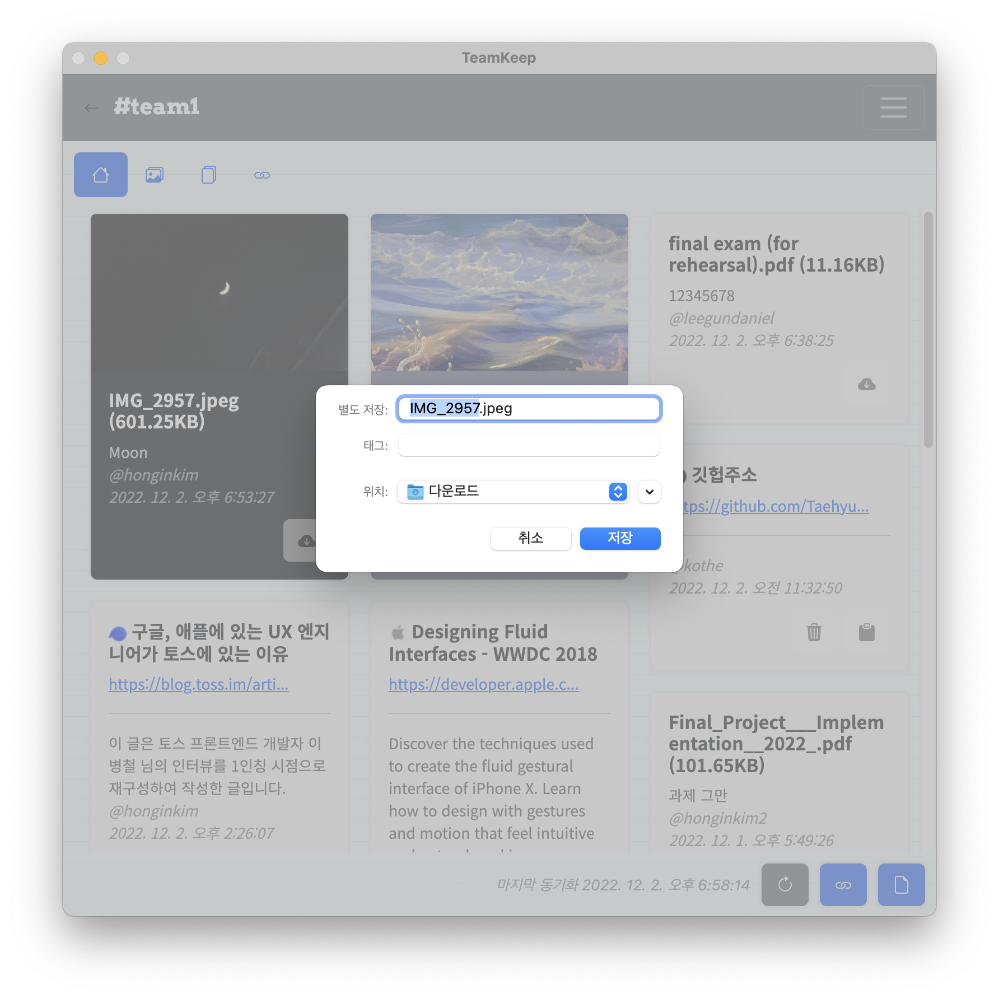 TeamKeep
← #team1
IMG_2957.jpeg
(601.25KB)
Moon
@honginkim
2022. 12. 2. 오후 6:53:27
final exam (for
rehearsal).pdf (11.16KB)
12345678
@leegundaniel
2022. 12. 2. 오후 6:38:25
별도 저장: IMG_2957.jpeg
태그:
위치: 다운로드
취소 저장
깃헙주소
tps://github.com/Taehyu...
kothe
2022. 12. 2. 오전 11:32:50
구글, 애플에 있는 UX 엔지
니어가 토스에 있는 이유
https://blog.toss.im/arti...
이 글은 토스 프론트엔드 개발자 이
병철 님의 인터뷰를 1인칭 시점으로
재구성하여 작성한 글입니다.
@honginkim
2022. 12. 2. 오후 2:26:07
Designing Fluid
Interfaces - WWDC 2018
https://developer.apple.c...
Discover the techniques used
to create the fluid gestural
interface of iPhone X. Learn
how to design with gestures
and motion that feel intuitive
Final_Project___Implem
entation__2022_.pdf
(101.65KB)
과제 그만
@honginkim2
2022. 12. 1. 오후 5:49:26
마지막 동기화 2022. 12. 2. 오후 6:58:14